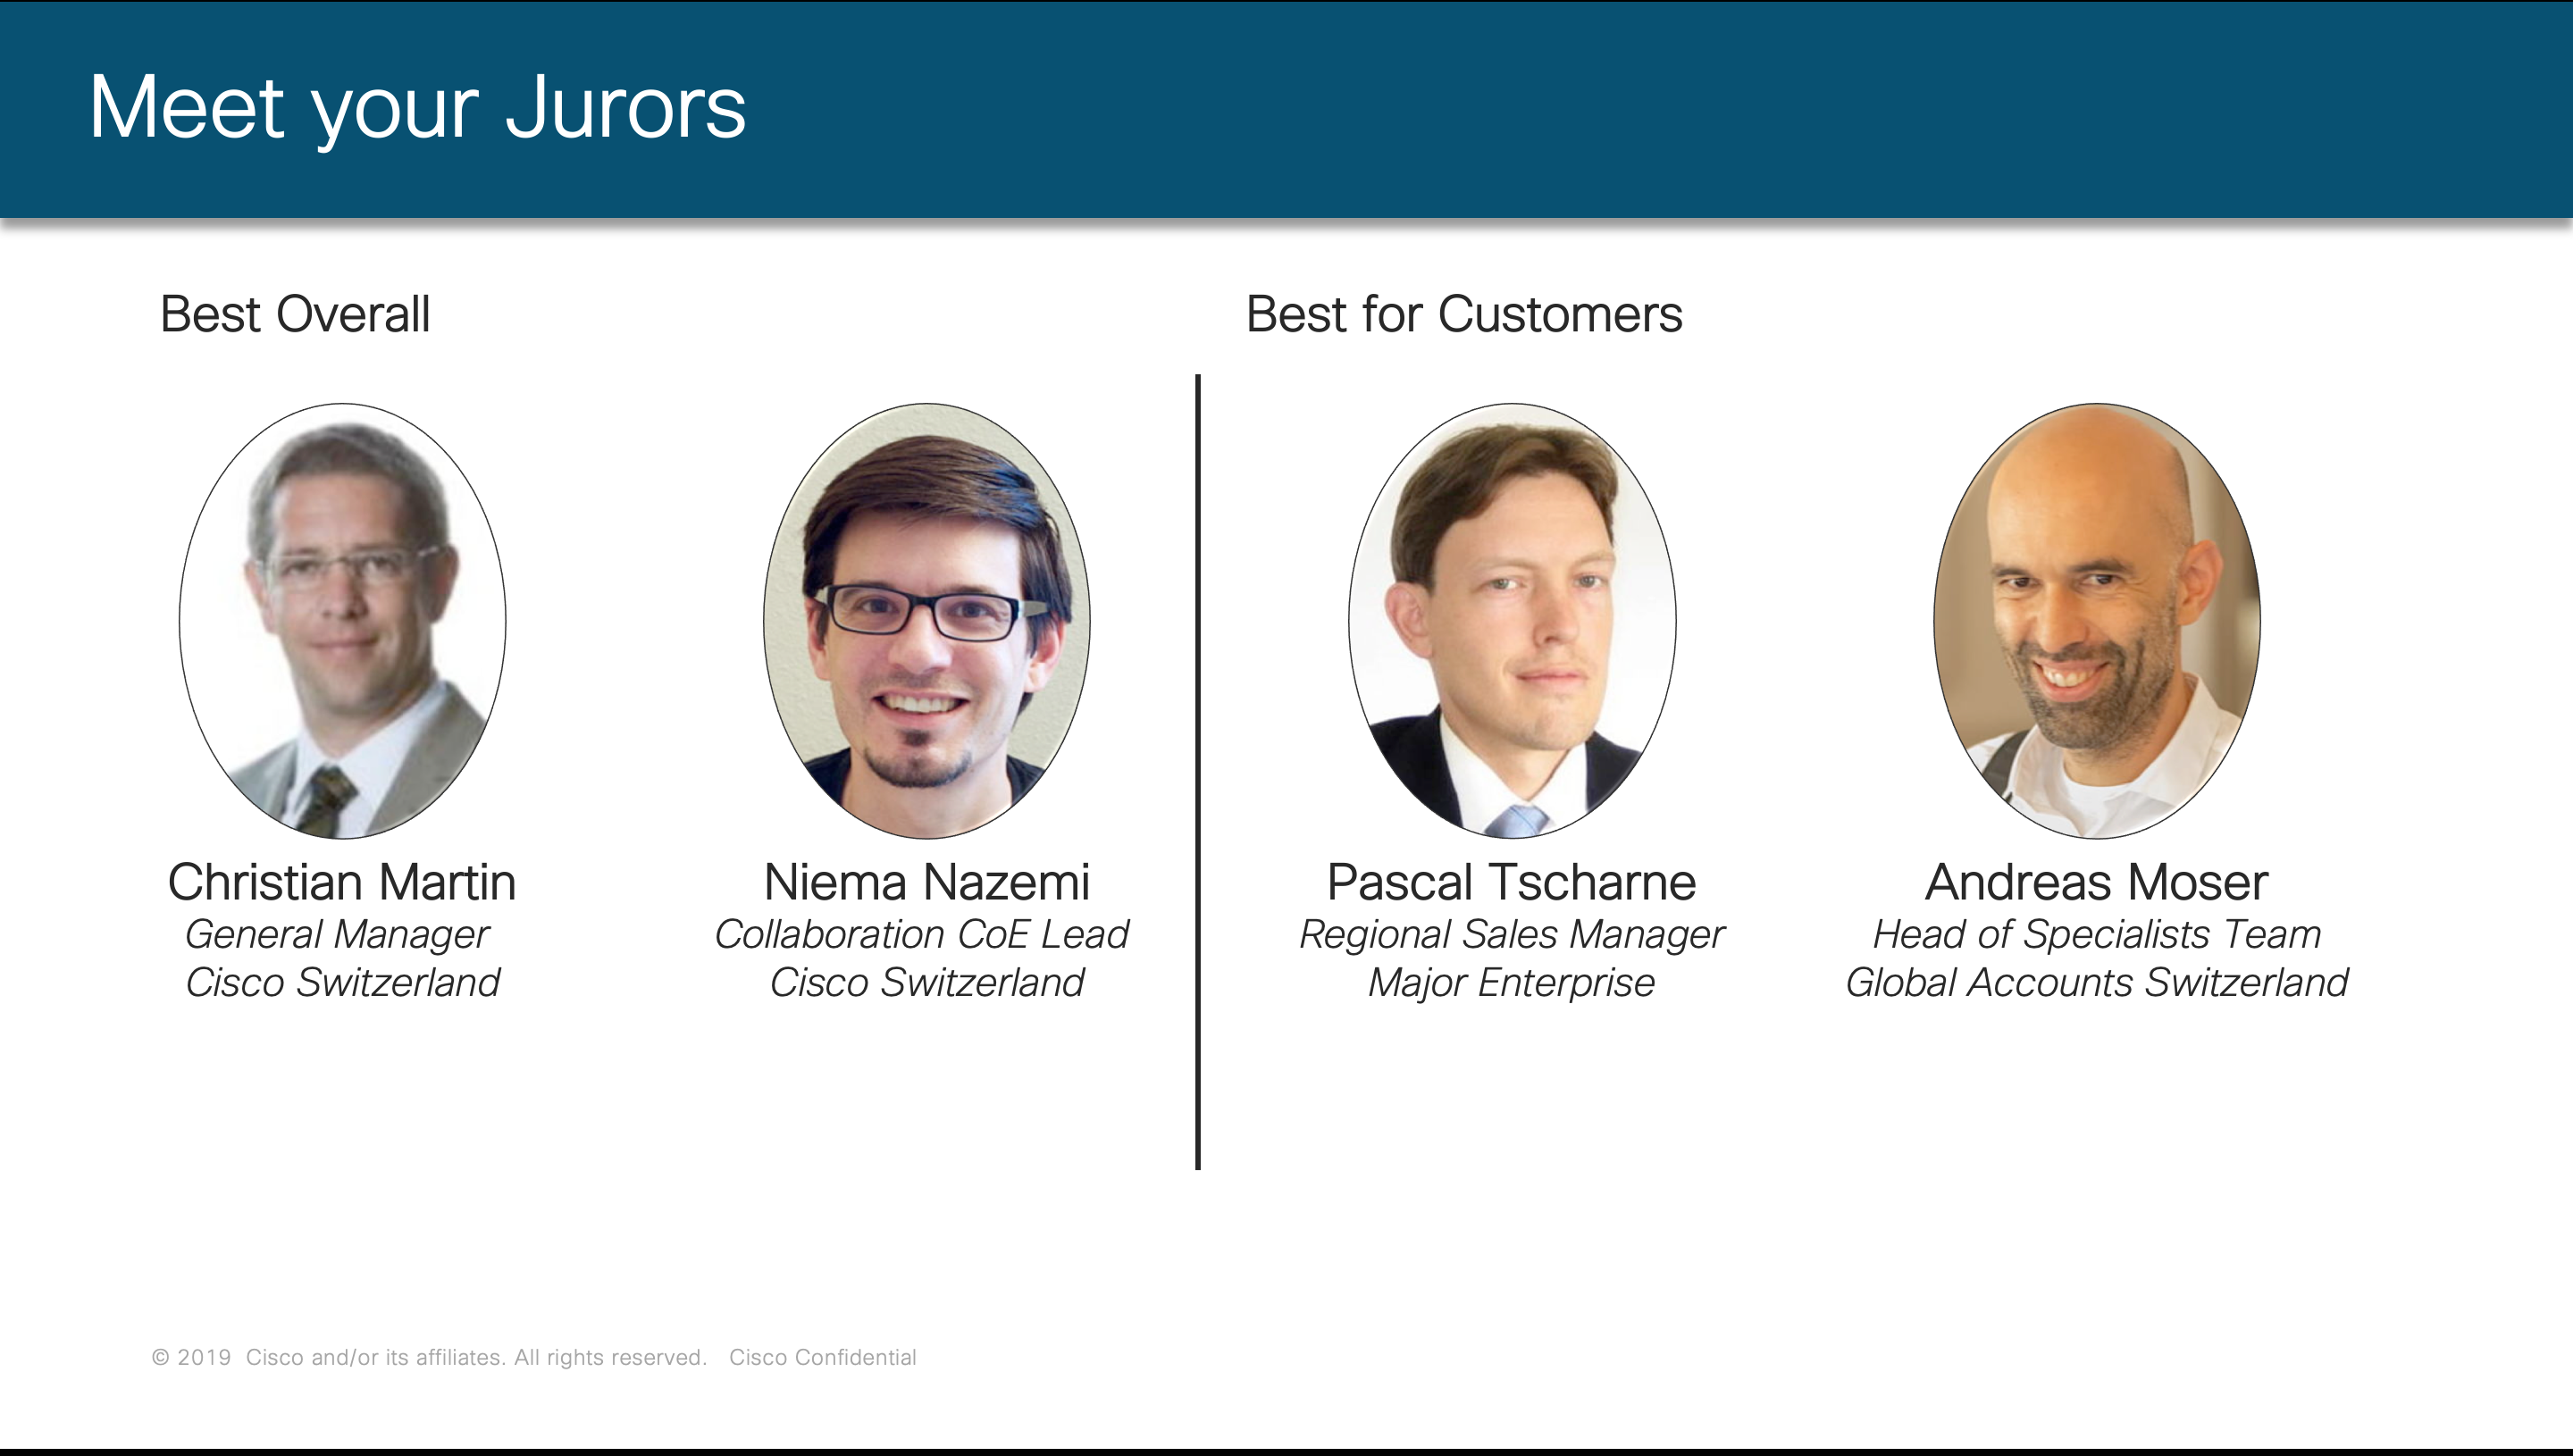 Meet your Jurors
Best Overall
Christian Martin
General Manager
Cisco Switzerland
Niema Nazemi
Collaboration CoE Lead
Cisco Switzerland
Best for Customers
Pascal Tscharne
Regional Sales Manager
Major Enterprise
Andreas Moser
Head of Specialists Team
Global Accounts Switzerland
© 2019 Cisco and/or its affiliates. All rights reserved. Cisco Confidential